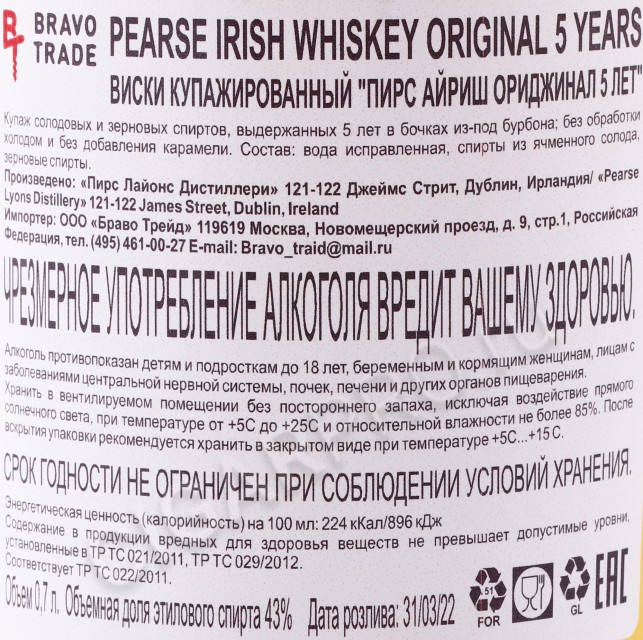 BRAVO TRADE
PEARSE IRISH WHISKEY ORIGINAL 5 YEARS
ВИСКИ КУПАЖИРОВАННЫЙ "ПИРС АЙРИШ ОРИДЖИНАЛ 5 ЛЕТ"
Купаж солодовых и зерновых спиртов, выдержанных 5 лет в бочках из-под бурбона; без обработки
холодом и без добавления карамели. Состав: вода исправленная, спирты из ячменного солода,
зерновые спирты.
Произведено: «Пирс Лайонс Дистиллери» 121-122 Джеймс Стрит, Дублин, Ирландия/ «Pearse
Lyons Distillery» 121-122 James Street, Dublin, Ireland
Импортер: ООО «Браво Трейд» 119619 Москва, Новомещерский проезд, д. 9, стр.1, Российская
Федерация, тел. (495) 461-00-27 E-mail: Bravo_traid@mail.ru
ЧРЕЗМЕРНОЕ УПОТРЕБЛЕНИЕ АЛКОГОЛЯ ВРЕДИТ ВАШЕМУ ЗДОРОВЬЮ.
Алкоголь противопоказан детям и подросткам до 18 лет, беременным и кормящим женщинам, лицам с
заболеваниями центральной нервной системы, почек, печени и других органов пищеварения.
Хранить в вентилируемом помещении без постороннего запаха, исключая воздействие прямого
солнечного света, при температуре от +5С до +25С и относительной влажности не более 85%. После
вскрытия упаковки рекомендуется хранить в закрытом виде при температуре +5С...+15 С.
СРОК ГОДНОСТИ НЕ ОГРАНИЧЕН ПРИ СОБЛЮДЕНИИ УСЛОВИЙ ХРАНЕНИЯ.
Энергетическая ценность (калорийность) на 100 мл: 224 кКал/896 кДж
Содержание в продукции вредных для здоровья веществ не превышает допустимые уровни,
установленные в ТР ТС 021/2011, ТР ТС 029/2012.
Соответствует ТР ТС 022/2011.
Объем 0,7 л. Объемная доля этилового спирта 43% Дата розлива: 31/03/22
51 FOR GL EAC